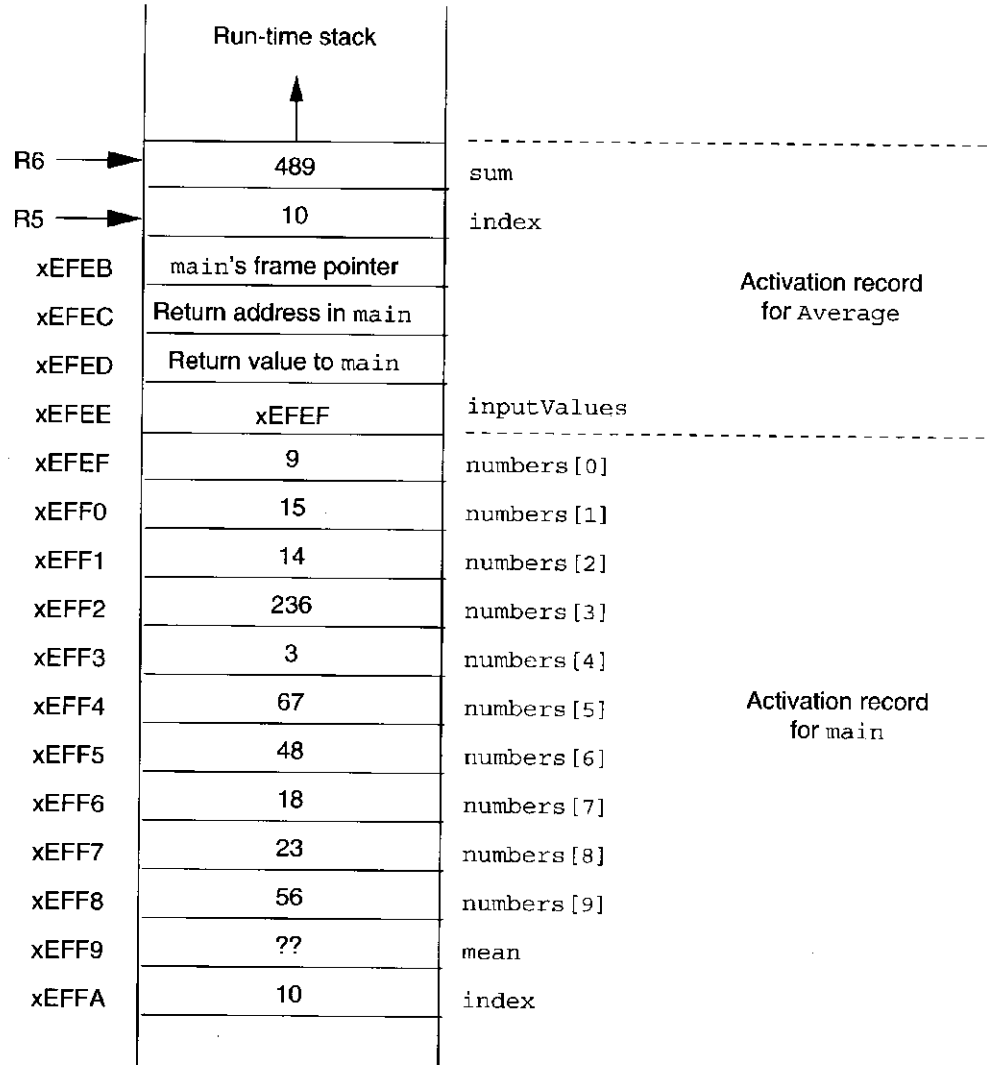 Run-time stack
R6 489 sum
R5 10 index
xEFEB main's frame pointer
Activation record
for Average
xEFEC Return address in main
xEFED Return value to main
xEFEE xEFEF inputValues
xEFEF 9 numbers[0]
xEFF0 15 numbers[1]
xEFF1 14 numbers[2]
xEFF2 236 numbers[3]
xEFF3 3 numbers[4]
xEFF4 67 numbers[5]
Activation record
for main
xEFF5 48 numbers[6]
xEFF6 18 numbers[7]
xEFF7 23 numbers[8]
xEFF8 56 numbers[9]
xEFF9 ?? mean
xEFFA 10 index